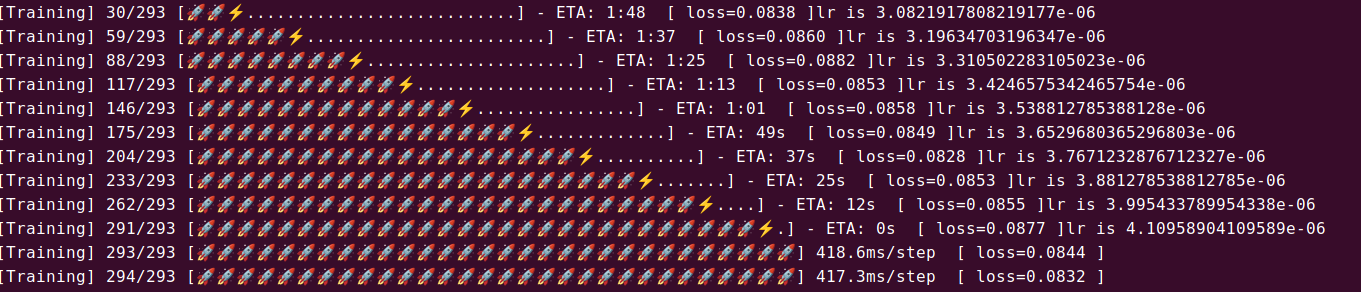 [Training] 30/293 [🚀🚀⚡...........................] - ETA: 1:48  [ loss=0.0838 ]lr is 3.0821917808219177e-06
[Training] 59/293 [🚀🚀🚀🚀🚀⚡........................] - ETA: 1:37  [ loss=0.0860 ]lr is 3.19634703196347e-06
[Training] 88/293 [🚀🚀🚀🚀🚀🚀🚀🚀⚡.....................] - ETA: 1:25  [ loss=0.0882 ]lr is 3.310502283105023e-06
[Training] 117/293 [🚀🚀🚀🚀🚀🚀🚀🚀🚀🚀⚡...................] - ETA: 1:13  [ loss=0.0853 ]lr is 3.4246575342465754e-06
[Training] 146/293 [🚀🚀🚀🚀🚀🚀🚀🚀🚀🚀🚀🚀🚀⚡................] - ETA: 1:01  [ loss=0.0858 ]lr is 3.538812785388128e-06
[Training] 175/293 [🚀🚀🚀🚀🚀🚀🚀🚀🚀🚀🚀🚀🚀🚀🚀🚀⚡.............] - ETA: 49s  [ loss=0.0849 ]lr is 3.6529680365296803e-06
[Training] 204/293 [🚀🚀🚀🚀🚀🚀🚀🚀🚀🚀🚀🚀🚀🚀🚀🚀🚀🚀🚀⚡..........] - ETA: 37s  [ loss=0.0828 ]lr is 3.7671232876712327e-06
[Training] 233/293 [🚀🚀🚀🚀🚀🚀🚀🚀🚀🚀🚀🚀🚀🚀🚀🚀🚀🚀🚀🚀🚀🚀⚡.......] - ETA: 25s  [ loss=0.0853 ]lr is 3.881278538812785e-06
[Training] 262/293 [🚀🚀🚀🚀🚀🚀🚀🚀🚀🚀🚀🚀🚀🚀🚀🚀🚀🚀🚀🚀🚀🚀🚀🚀🚀⚡....] - ETA: 12s  [ loss=0.0855 ]lr is 3.995433789954338e-06
[Training] 291/293 [🚀🚀🚀🚀🚀🚀🚀🚀🚀🚀🚀🚀🚀🚀🚀🚀🚀🚀🚀🚀🚀🚀🚀🚀🚀🚀🚀🚀⚡.] - ETA: 0s  [ loss=0.0877 ]lr is 4.10958904109589e-06
[Training] 293/293 [🚀🚀🚀🚀🚀🚀🚀🚀🚀🚀🚀🚀🚀🚀🚀🚀🚀🚀🚀🚀🚀🚀🚀🚀🚀🚀🚀🚀🚀🚀] 418.6ms/step  [ loss=0.0844 ]
[Training] 294/293 [🚀🚀🚀🚀🚀🚀🚀🚀🚀🚀🚀🚀🚀🚀🚀🚀🚀🚀🚀🚀🚀🚀🚀🚀🚀🚀🚀🚀🚀🚀] 417.3ms/step  [ loss=0.0832 ]